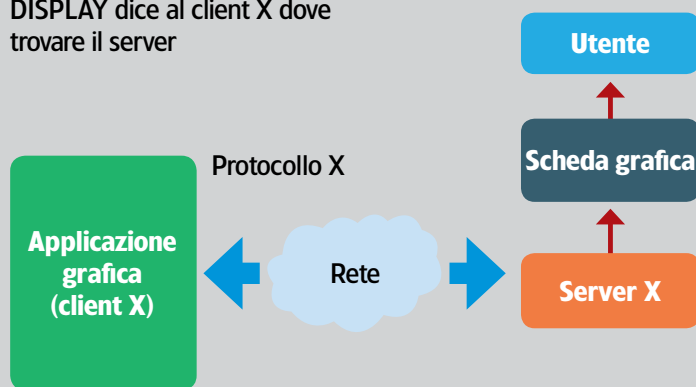 DISPLAY dice al client X dove
trovare il server
Utente
Protocollo X
Scheda grafica
Applicazione
grafica
(client X)
Rete
Server X